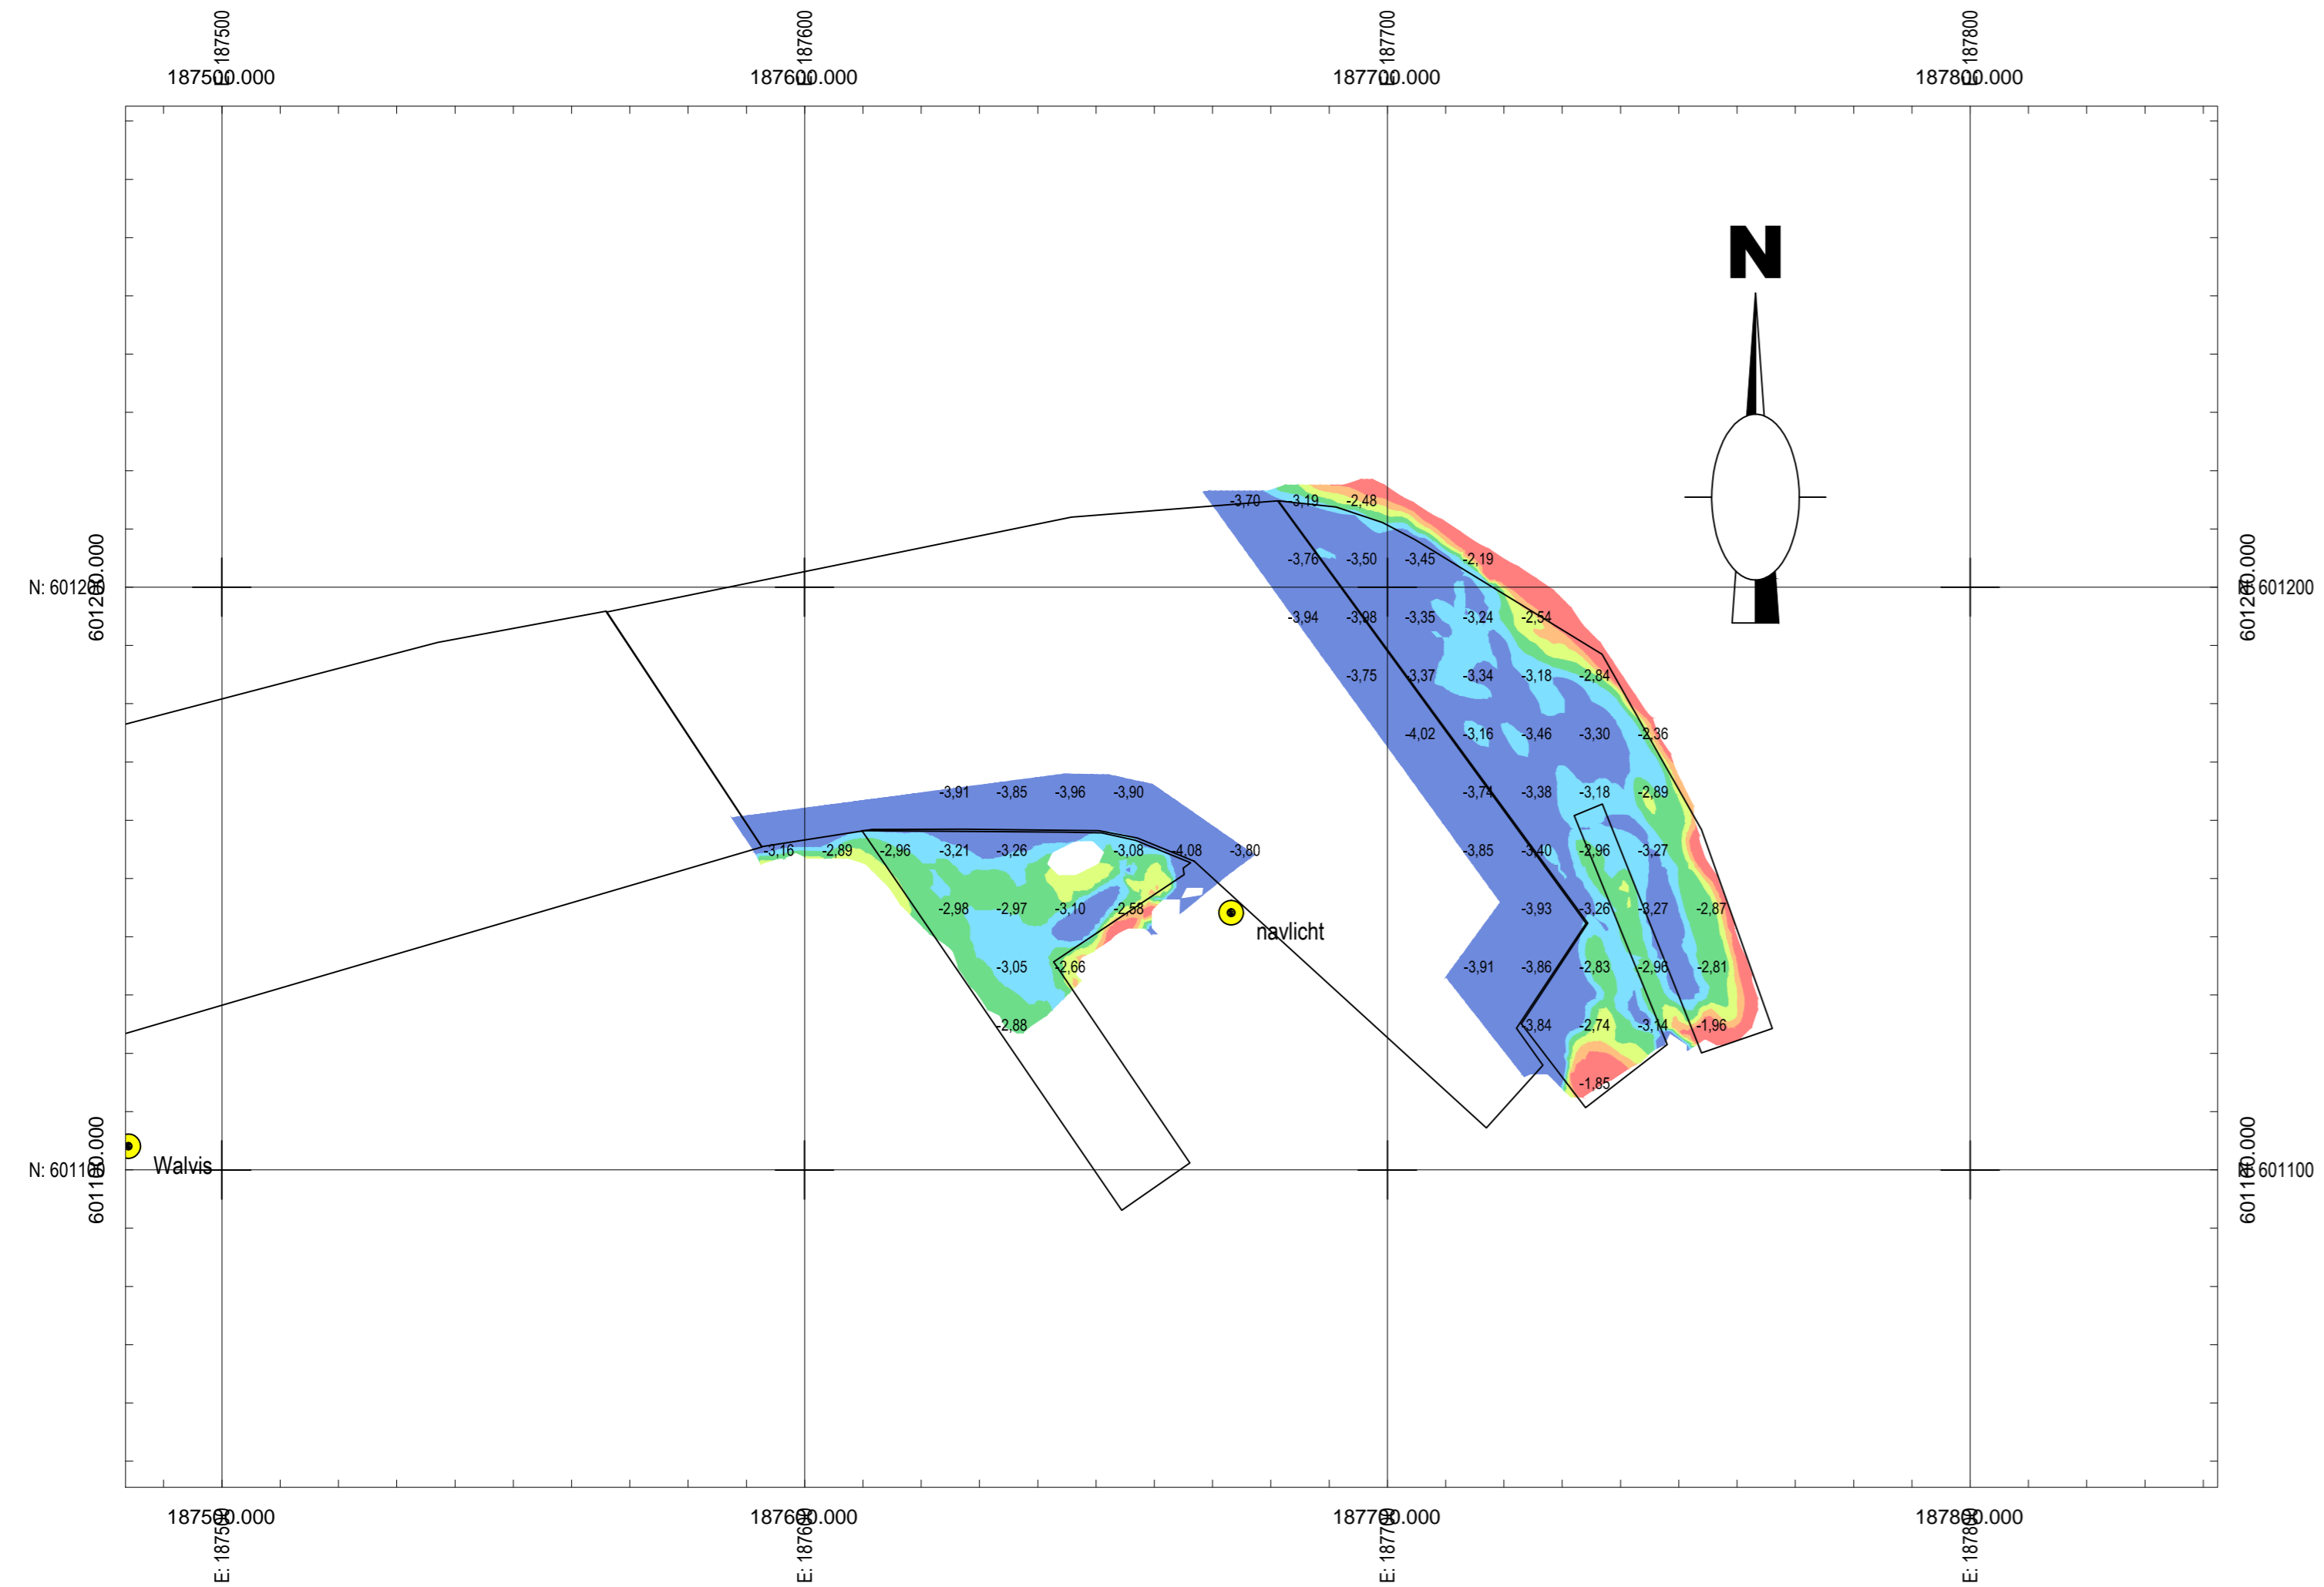 E: 187500 E: 187600 E: 187700 E: 187800
187500.000 187600.000 187700.000 187800.000
N
-3,70 -3,19 -2,48
-3,76 -3,50 -3,45 -2,19
N: 601200 601200.000 601200.000 N: 601200
-3,94 -3,98 -3,35 -3,24 -2,54
-3,75 -3,37 -3,34 -3,18 -2,84
-4,02 -3,16 -3,46 -3,30 -2,36
-3,91 -3,85 -3,96 -3,90 -3,74 -3,38 -3,18 -2,89
-3,16 -2,89 -2,96 -3,21 -3,26 -3,08 -4,08 -3,80 -3,85 -3,40 -2,96 -3,27
-2,98 -2,97 -3,10 -2,58 -3,93 -3,26 -3,27 -2,87
navlicht
-3,05 -2,66 -3,91 -3,86 -2,83 -2,96 -2,81
-2,88 -3,84 -2,74 -3,14 -1,96
-1,85
Walvis
N: 601100 601100.000 601100.000 N: 601100
187500.000 187600.000 187700.000 187800.000
E: 187500 E: 187600 E: 187700 E: 187800